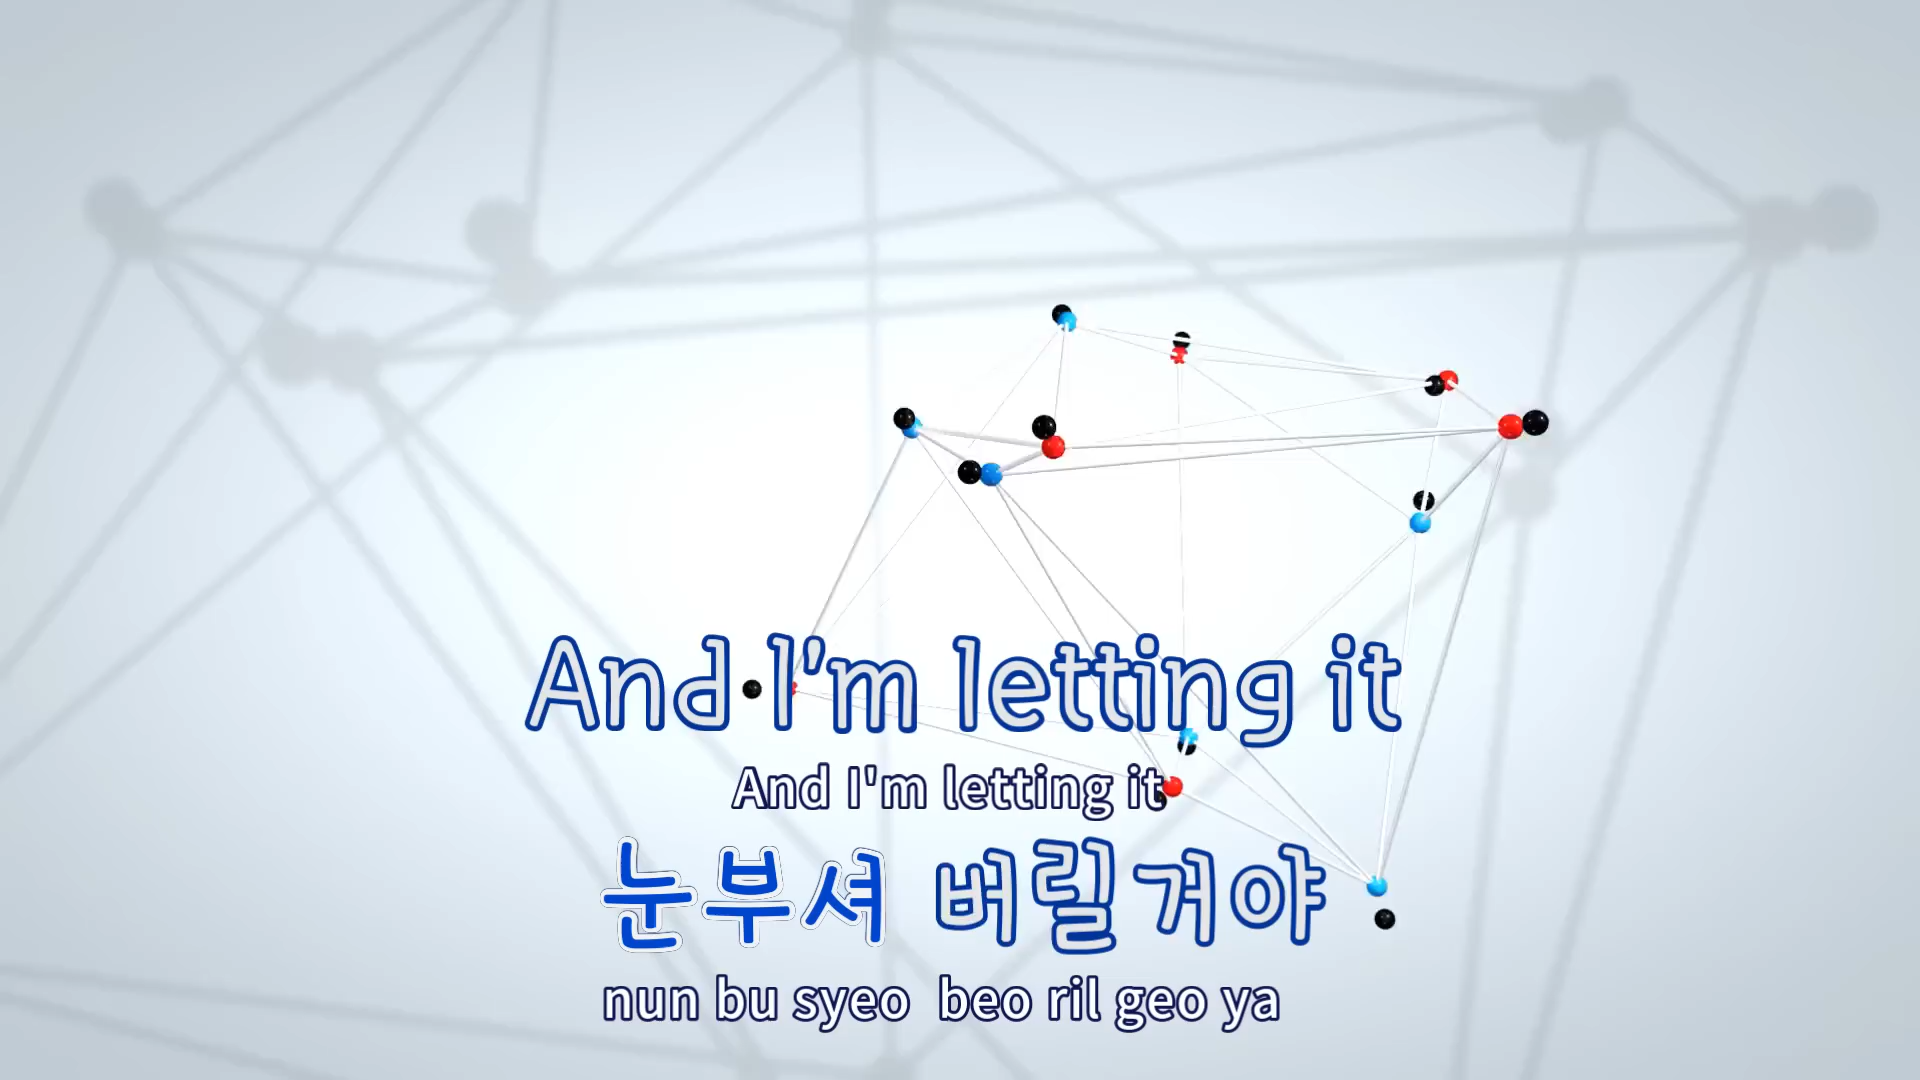 And I'm letting it
And I'm letting it
눈부셔 버릴거야
nun bu syeo beo ril geo ya